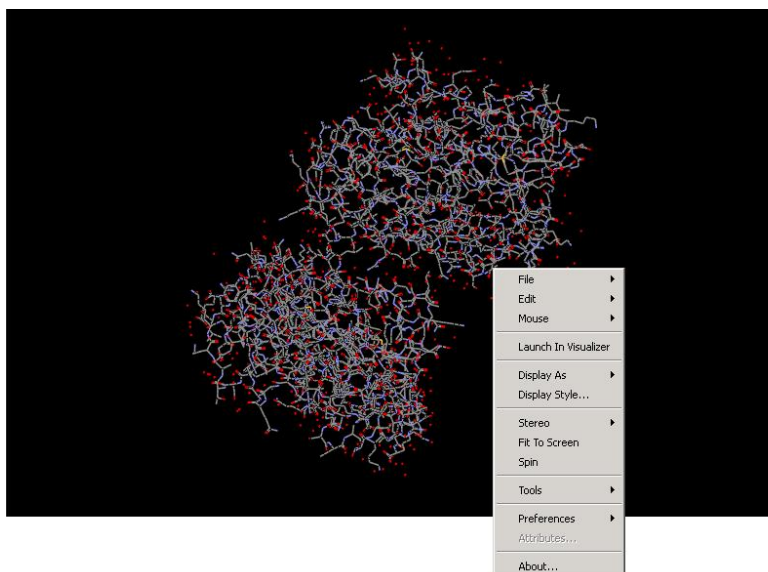 File
Edit
Mouse
Launch In Visualizer
Display As
Display Style...
Stereo
Fit To Screen
Spin
Tools
Preferences
Attributes...
About...